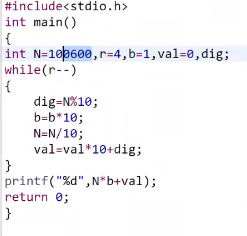 #include<stdio.h>
int main()
{
int N=100600,r=4,b=1,val=0,dig;
while(r--)
{
    dig=N%10;
    b=b*10;
    N=N/10;
    val=val*10+dig;
}
printf("%d",N*b+val);
return 0;
}